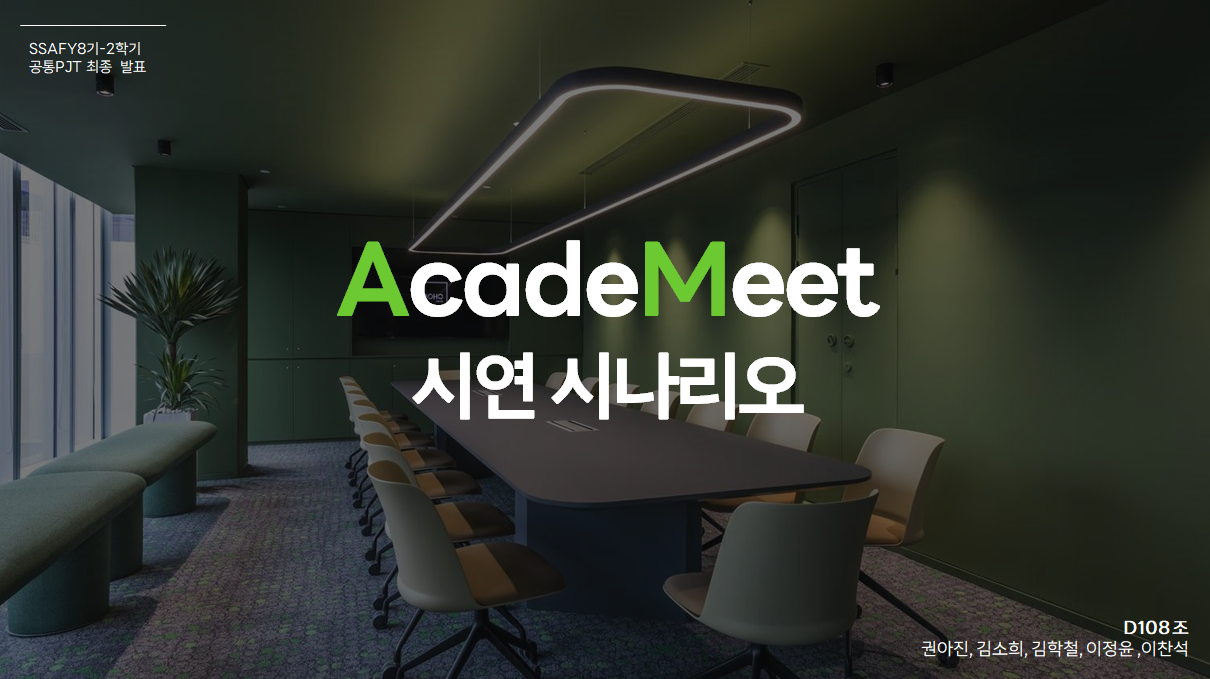 SSAFY8기-2학기
공통PJT 최종 발표
AcadeMeet
시연 시나리오
D108조
권아진, 김소희, 김학철, 이정윤 ,이찬석